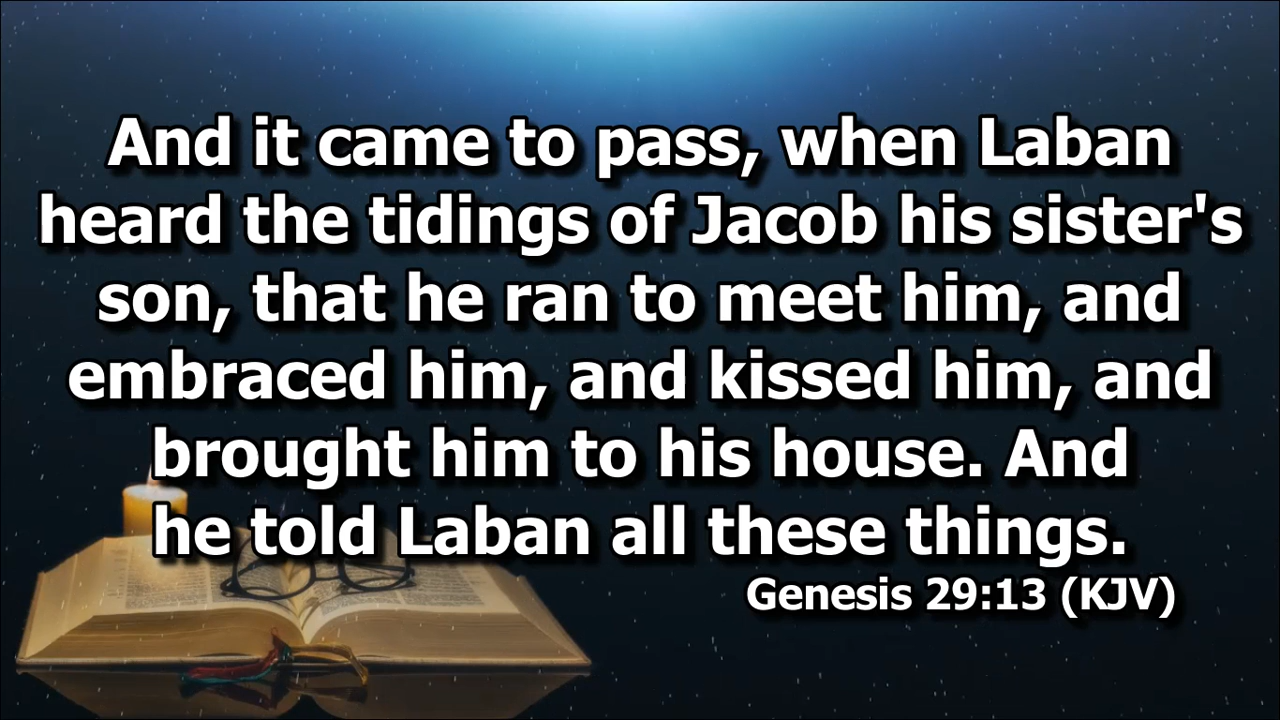 And it came to pass, when Laban
heard the tidings of Jacob his sister's
son, that he ran to meet him, and
embraced him, and kissed him, and
brought him to his house. And
he told Laban all these things.
Genesis 29:13 (KJV)